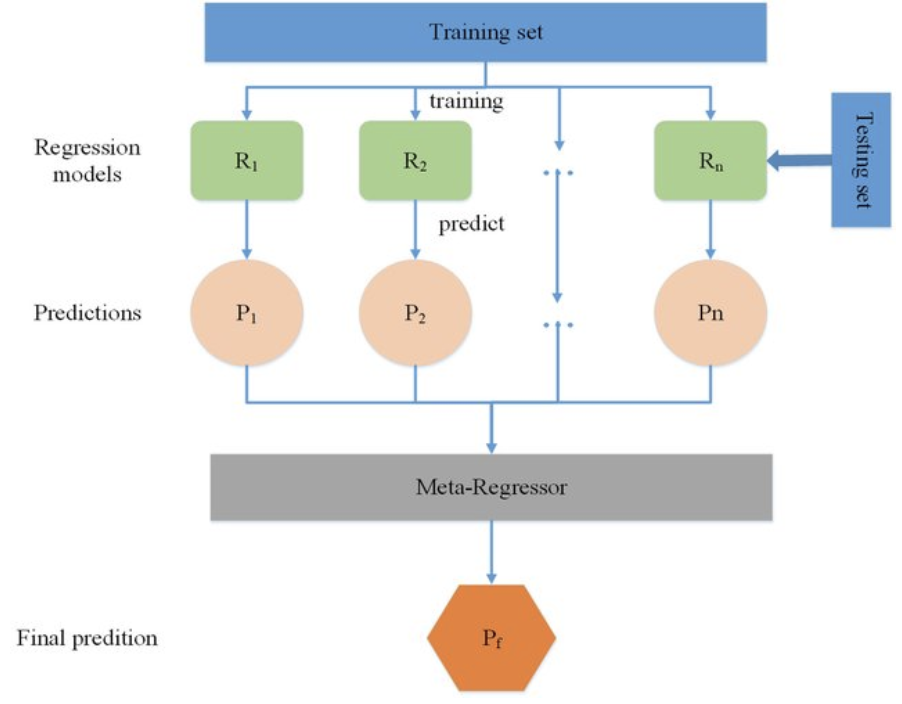 Training set
training
Regression
models
R₁
R₂
..
Rₙ
Testing set
predict
Predictions
P₁
P₂
..
Pn
Meta-Regressor
Final predition
P_f